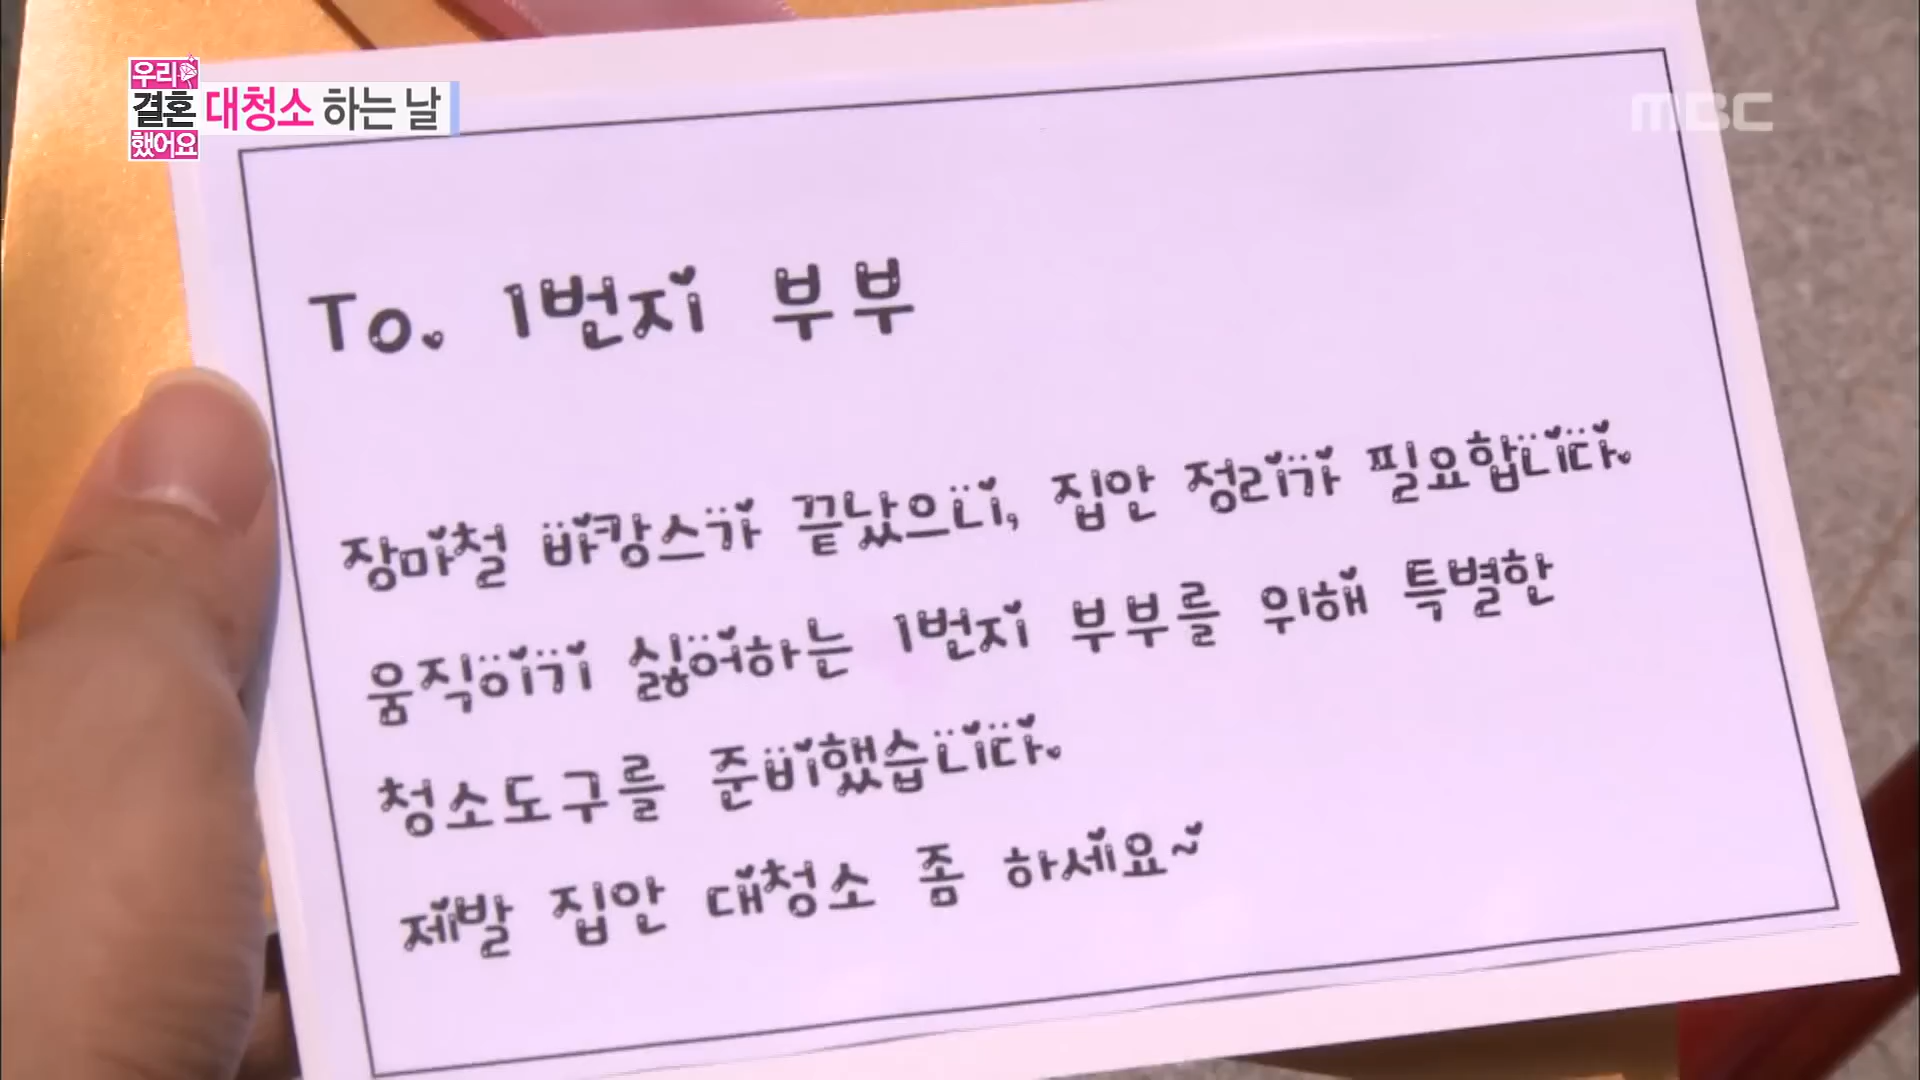 우리
결혼
했어요
대청소 하는 날
MBC
To. 1번지 부부
장마철 바캉스가 끝났으니, 집안 정리가 필요합니다.
움직이기 싫어하는 1번지 부부를 위해 특별한
청소도구를 준비했습니다.
제발 집안 대청소 좀 하세요~